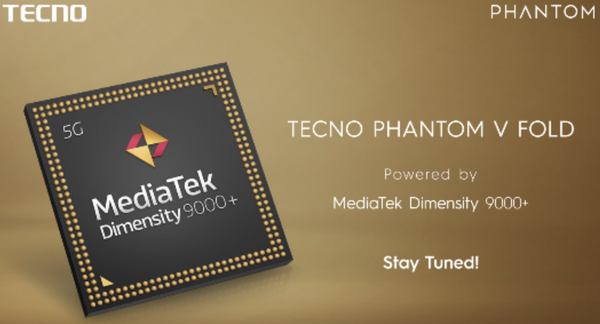 TECNO
PHANTOM
5G
MediaTek
Dimensity 9000+
TECNO PHANTOM V FOLD
Powered by
MediaTek Dimensity 9000+
Stay Tuned!